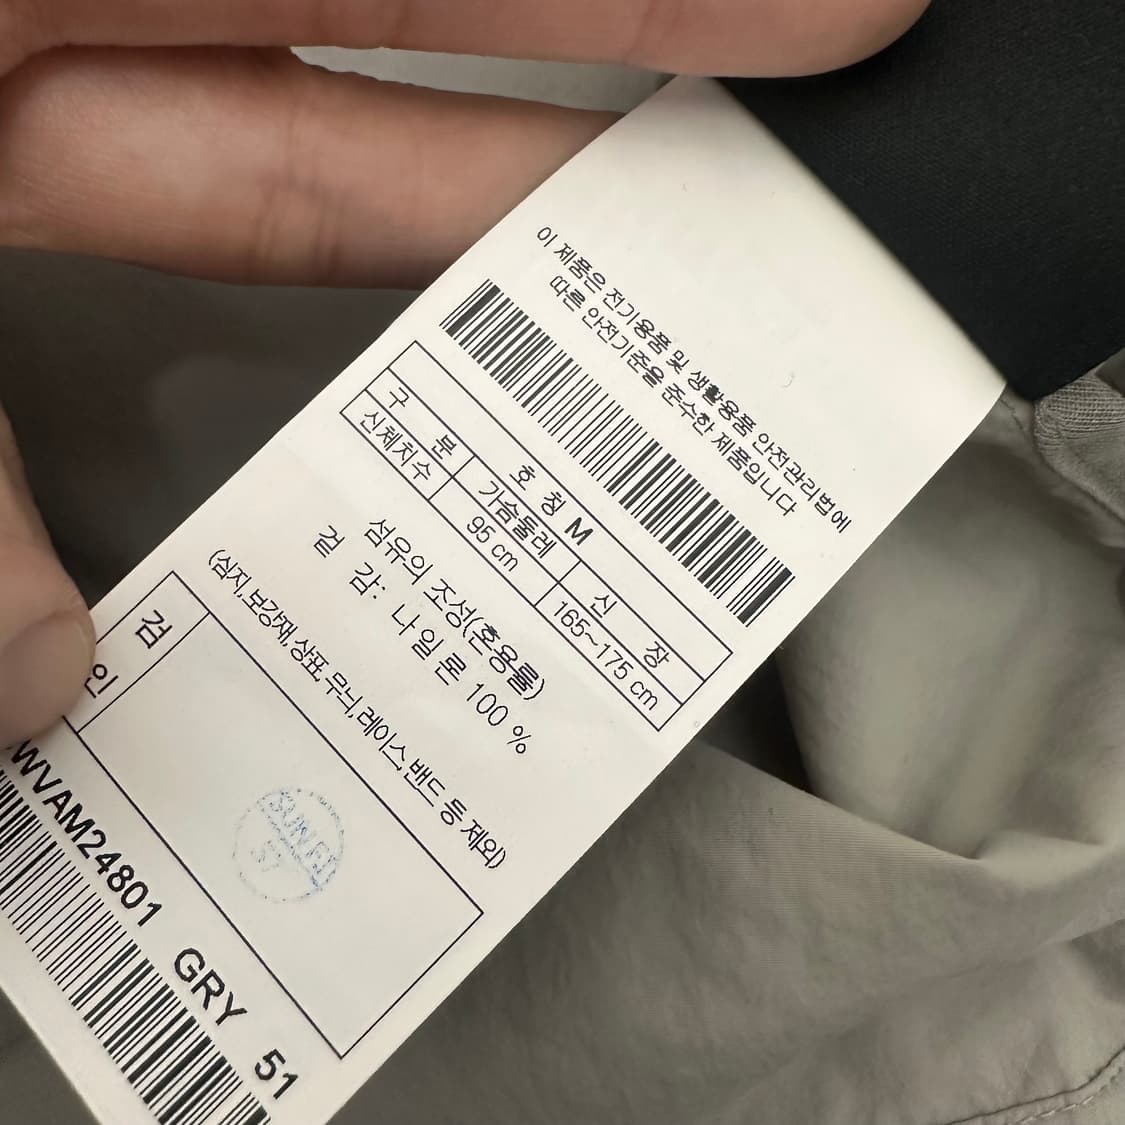 이 제품은 전기용품 및 생활용품 안전관리법에
따른 안전기준을 준수한 제품입니다
구 분 호 칭 M
신체치수 가슴둘레 신 장
95 cm 165~175 cm
섬유의 조성(혼용률)
겉 감: 나 일 론 100 %
(심지,보강재, 상표, 무늬, 레이스, 밴드 등 제외)
검 인
WVAM24801 GRY 51